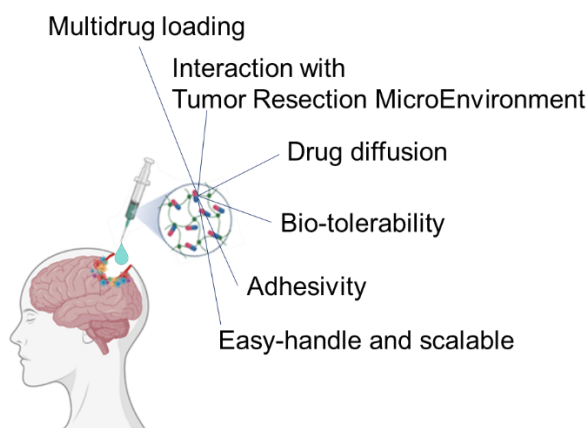 Multidrug loading
Interaction with
Tumor Resection MicroEnvironment
Drug diffusion
Bio-tolerability
Adhesivity
Easy-handle and scalable